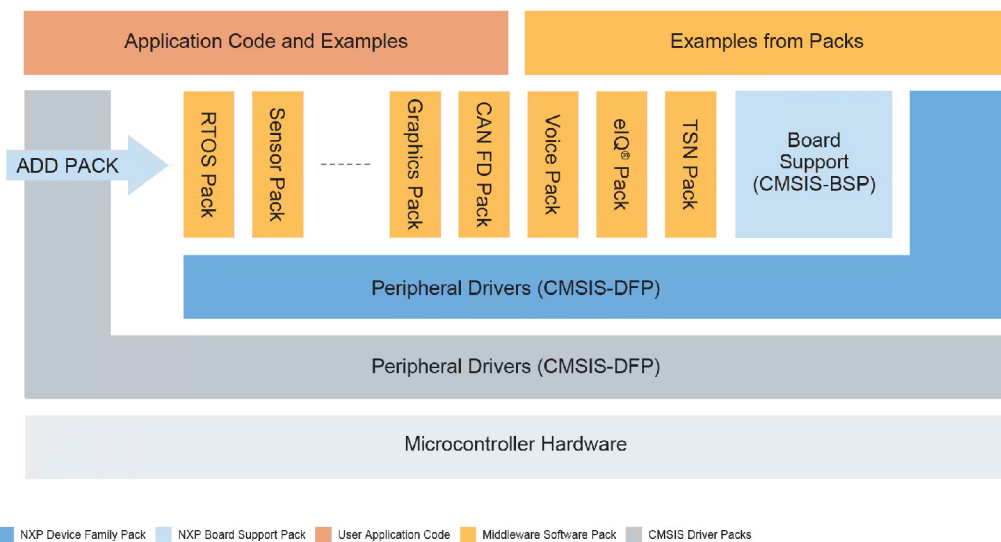 Application Code and Examples
Examples from Packs
ADD PACK
RTOS Pack
Sensor Pack
Graphics Pack
CAN FD Pack
Voice Pack
eIQ® Pack
TSN Pack
Board
Support
(CMSIS-BSP)
Peripheral Drivers (CMSIS-DFP)
Peripheral Drivers (CMSIS-DFP)
Microcontroller Hardware
NXP Device Family Pack
NXP Board Support Pack
User Application Code
Middleware Software Pack
CMSIS Driver Packs